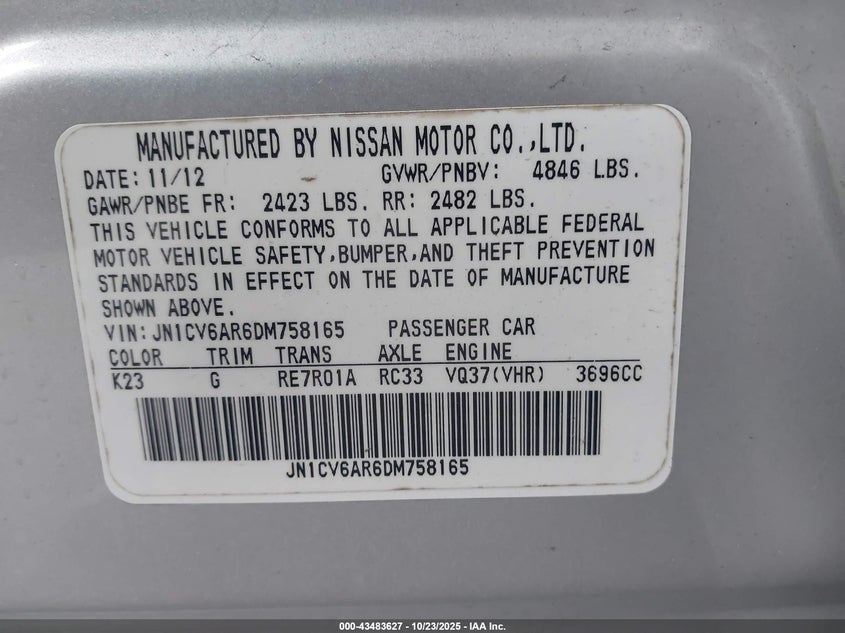 MANUFACTURED BY NISSAN MOTOR CO.,LTD.
DATE: 11/12 GVWR/PNBV: 4846 LBS.
GAWR/PNBE FR: 2423 LBS. RR: 2482 LBS.
THIS VEHICLE CONFORMS TO ALL APPLICABLE FEDERAL
MOTOR VEHICLE SAFETY,BUMPER,AND THEFT PREVENTION
STANDARDS IN EFFECT ON THE DATE OF MANUFACTURE
SHOWN ABOVE.
VIN: JN1CV6AR6DM758165 PASSENGER CAR
COLOR TRIM TRANS AXLE ENGINE
K23 G RE7R01A RC33 VQ37(VHR) 3696CC
JN1CV6AR6DM758165
000-43483627 - 10/23/2025 - IAA Inc.